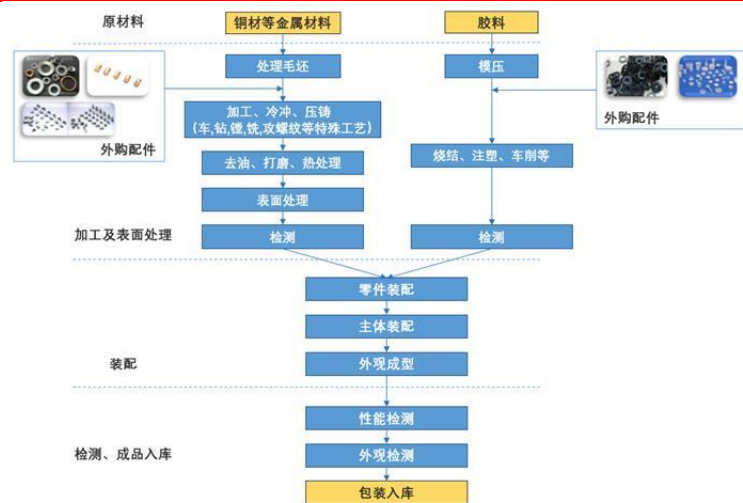 原材料
铜材等金属材料
胶料
处理毛坯
模压
外购配件
加工、冷冲、压铸
(车,钻,镗,铣,攻螺纹等特殊工艺)
外购配件
去油、打磨、热处理
烧结、注塑、车削等
表面处理
加工及表面处理
检测
检测
零件装配
主体装配
装配
外观成型
性能检测
检测、成品入库
外观检测
包装入库